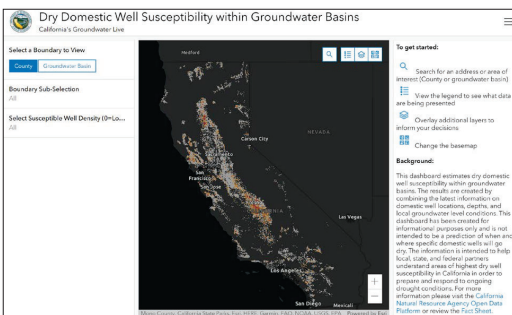 Dry Domestic Well Susceptibility within Groundwater Basins
California's Groundwater Live
Select a Boundary to View
County
Groundwater Basin
Boundary Sub-Selection
All
Select Susceptible Well Density (0=Lo...
All
Medford
Carson City
NEVADA
Sacramento
San
Francisco
San Jose
Las Vegas
Los Angeles
San Diego
Mexicali
+
−
Powered by Esri
To get started:
Search for an address or area of
interest (County or groundwater basin)
View the legend to see what data
are being presented
Overlay additional layers to
inform your decisions
Change the basemap
Background:
This dashboard estimates dry domestic
well susceptibility within groundwater
basins. The results are created by
combining the latest information on
domestic well locations, depths, and
local groundwater level conditions. This
dashboard has been created for
informational purposes only and is not
intended to be a prediction of when and
where specific domestic wells will go
dry. The information is intended to help
local, state, and federal partners
understand areas of highest dry well
susceptibility in California in order to
prepare and respond to ongoing
drought conditions. For more
information please visit the California
Natural Resource Agency Open Data
Platform or review the Fact Sheet.